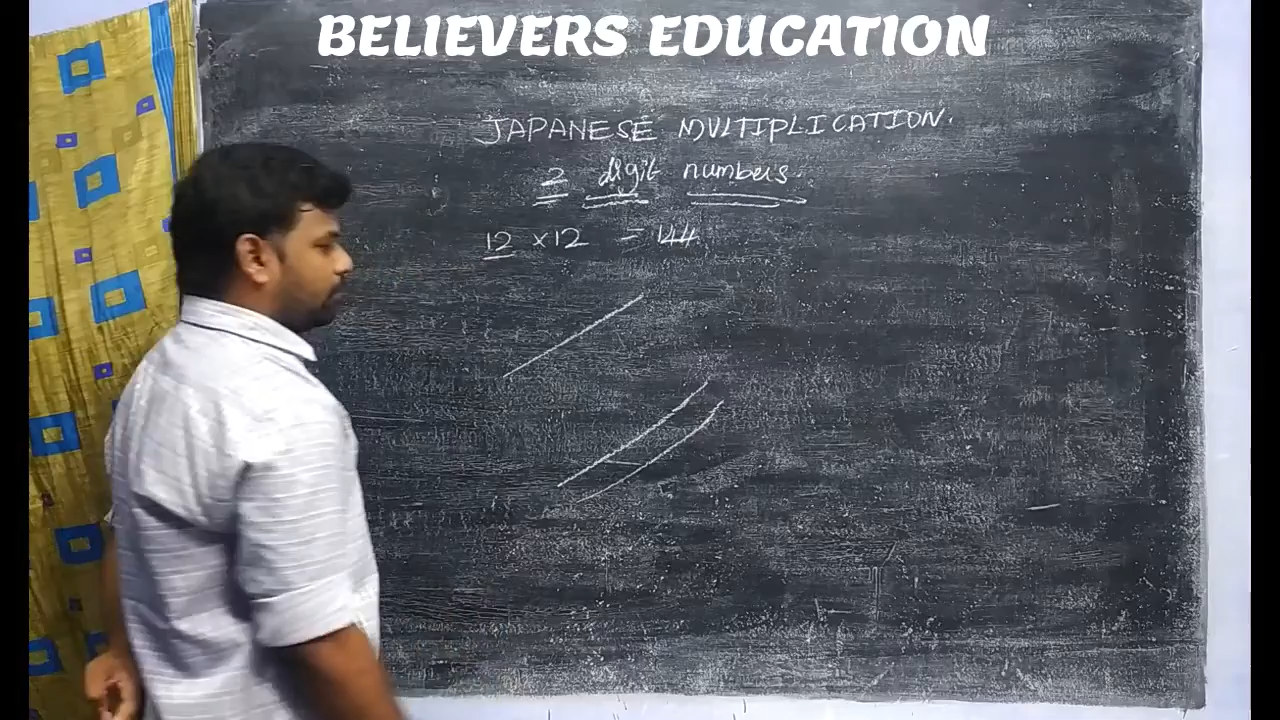 BELIEVERS EDUCATION
JAPANESE MULTIPLICATION.
2 digit numbers.
12 × 12 = 144